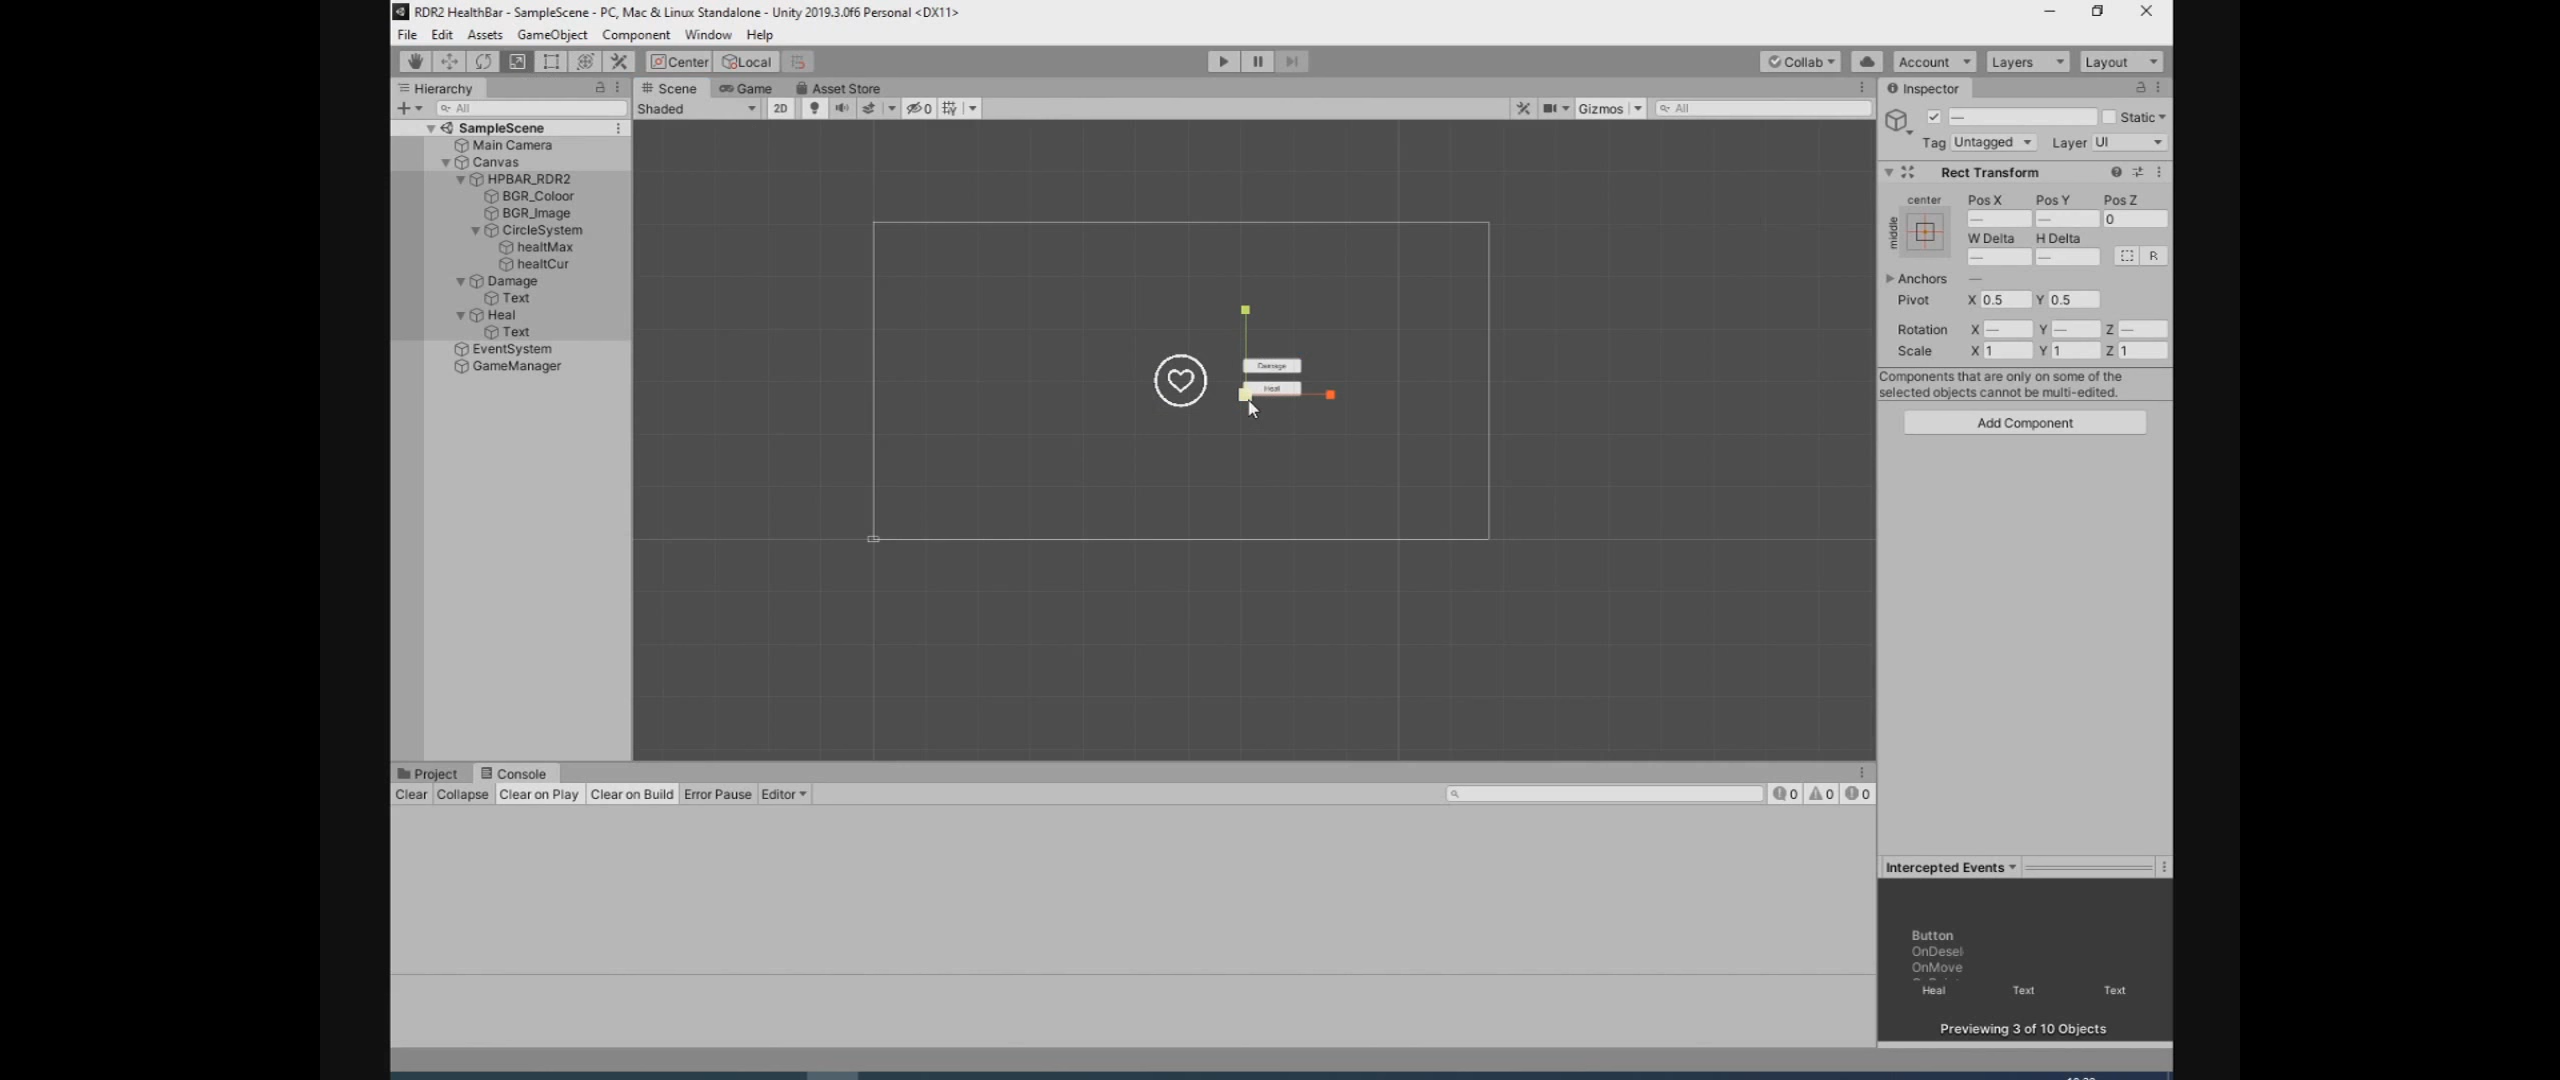 RDR2 HealthBar - SampleScene - PC, Mac & Linux Standalone - Unity 2019.3.0f6 Personal <DX11>
File Edit Assets GameObject Component Window Help
Center Local Collab Account Layers Layout
Hierarchy
All
SampleScene
Main Camera
Canvas
HPBAR_RDR2
BGR_Coloor
BGR_Image
CircleSystem
healtMax
healtCur
Damage
Text
Heal
Text
EventSystem
GameManager
Scene Game Asset Store
Shaded 2D 0 Gizmos All
Damage
Heal
Inspector
— Static
Tag Untagged Layer UI
Rect Transform
center
middle
Pos X Pos Y Pos Z
— — 0
W Delta H Delta
— — R
Anchors —
Pivot X 0.5 Y 0.5
Rotation X — Y — Z —
Scale X 1 Y 1 Z 1
Components that are only on some of the
selected objects cannot be multi-edited.
Add Component
Project Console
Clear Collapse Clear on Play Clear on Build Error Pause Editor 0 0 0
Intercepted Events
Button
OnDesel
OnMove
Heal Text Text
Previewing 3 of 10 Objects